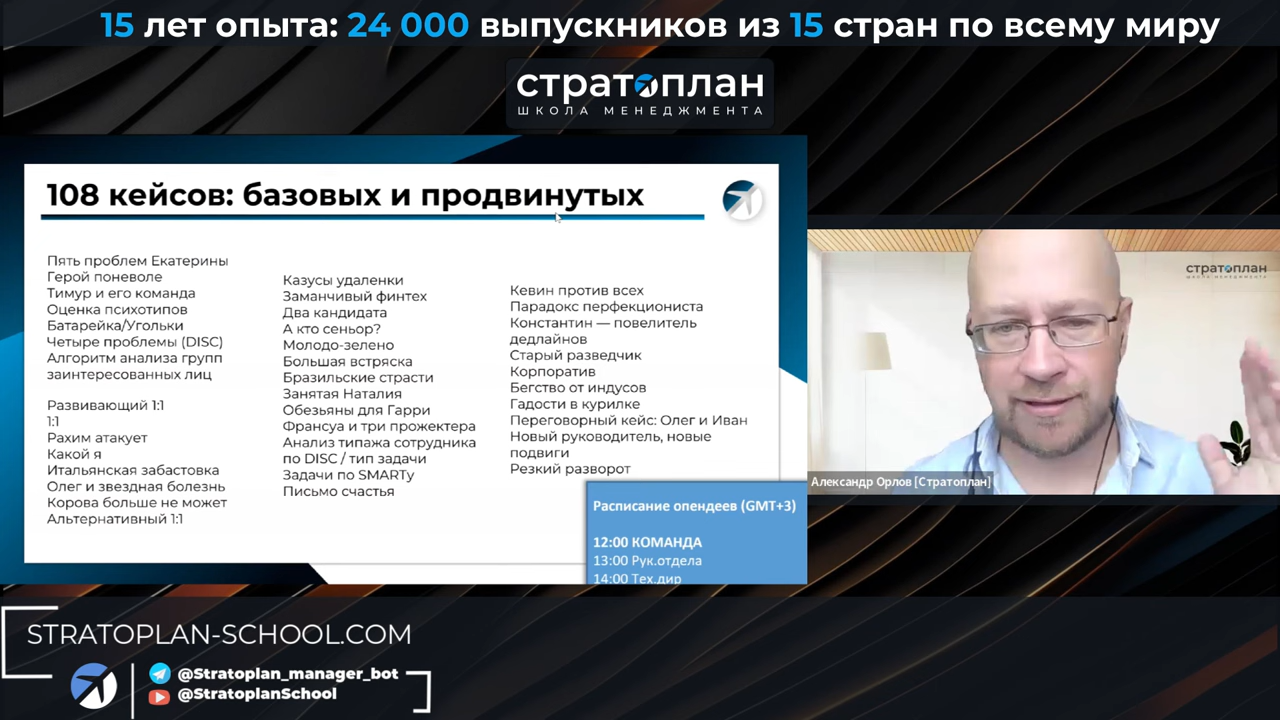 15 лет опыта: 24 000 выпускников из 15 стран по всему миру
стратоплан
ШКОЛА МЕНЕДЖМЕНТА
108 кейсов: базовых и продвинутых
Пять проблем Екатерины
Герой поневоле
Тимур и его команда
Оценка психотипов
Батарейка/Угольки
Четыре проблемы (DISC)
Алгоритм анализа групп
заинтересованных лиц
Развивающий 1:1
1:1
Рахим атакует
Какой я
Итальянская забастовка
Олег и звездная болезнь
Корова больше не может
Альтернативный 1:1
Казусы удаленки
Заманчивый финтех
Два кандидата
А кто сеньор?
Молодо-зелено
Большая встряска
Бразильские страсти
Занятая Наталия
Обезьяны для Гарри
Франсуа и три прожектера
Анализ типажа сотрудника
по DISC / тип задачи
Задачи по SMARTу
Письмо счастья
Кевин против всех
Парадокс перфекциониста
Константин — повелитель
дедлайнов
Старый разведчик
Корпоратив
Бегство от индусов
Гадости в курилке
Переговорный кейс: Олег и Иван
Новый руководитель, новые
подвиги
Резкий разворот
Расписание опендеев (GMT+3)
12:00 КОМАНДА
13:00 Рук.отдела
14:00 Тех.дир
стратоплан
ШКОЛА МЕНЕДЖМЕНТА
Александр Орлов [Стратоплан]
STRATOPLAN-SCHOOL.COM
@Stratoplan_manager_bot
@StratoplanSchool